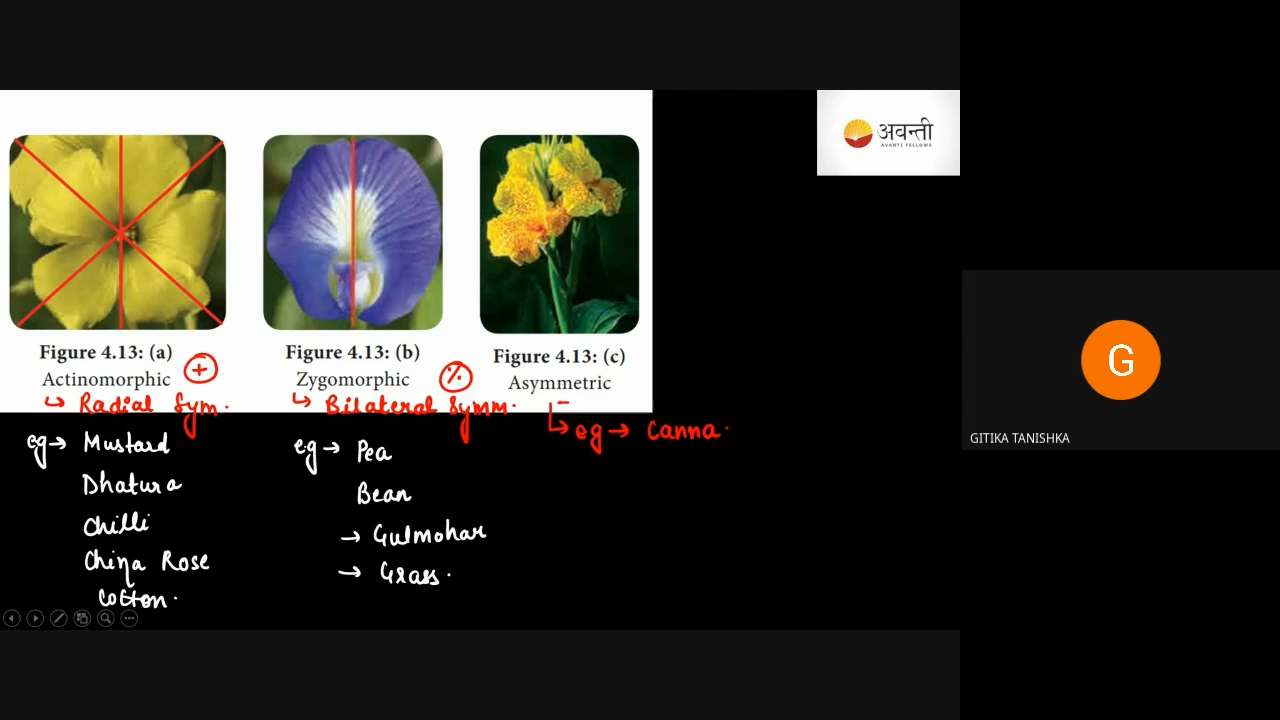 अवन्ती
AVANTI FELLOWS
Figure 4.13: (a)
Actinomorphic
Figure 4.13: (b)
Zygomorphic
Figure 4.13: (c)
Asymmetric
⊕
%
↳ Radial Sym.
↳ Bilateral Symm.
↳ eg → Canna.
eg → Mustard
Dhatura
Chilli
China Rose
Cotton.
eg → Pea
Bean
→ Gulmohar
→ Grass.
G
GITIKA TANISHKA